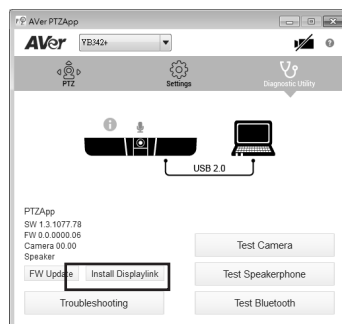 AVer PTZApp
AVer
VB342+
?
PTZ
Settings
Diagnostic Utility
i
USB 2.0
PTZApp
SW 1.3.1077.78
FW 0.0.0000.06
Camera 00.00
Speaker
FW Update
Install Displaylink
Test Camera
Test Speakerphone
Troubleshooting
Test Bluetooth